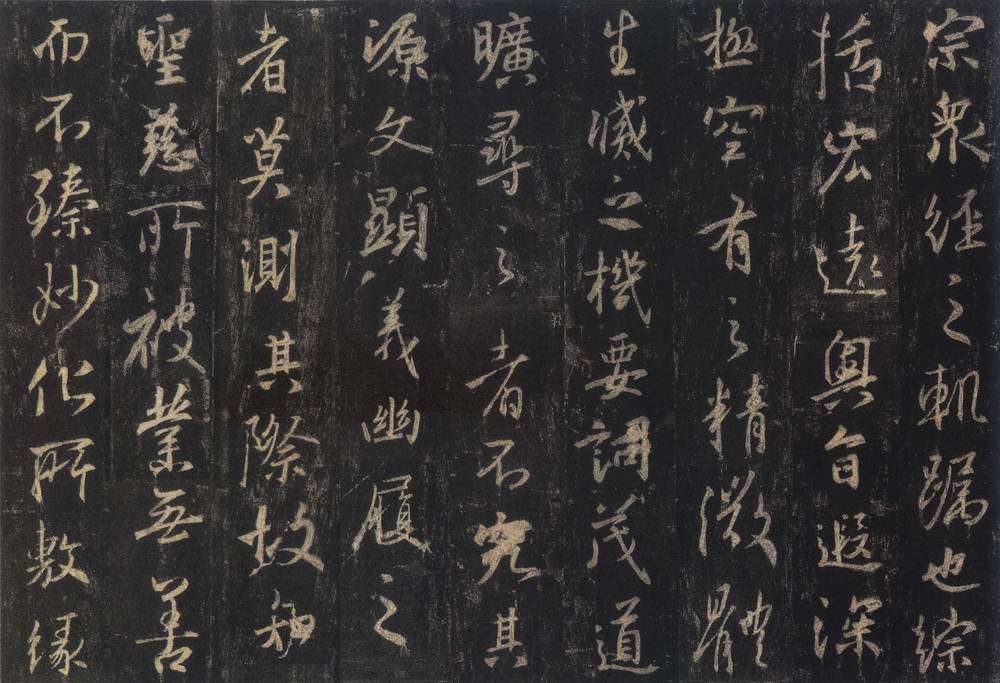 宗衆經之軌躅也綜
括宏遠奧旨遐深
極空有之精微體
生滅之機要詞茂道
曠尋之者不究其
源文顯義幽履之
者莫測其際故知
聖慈所被業無善
而不臻妙化所敷緣